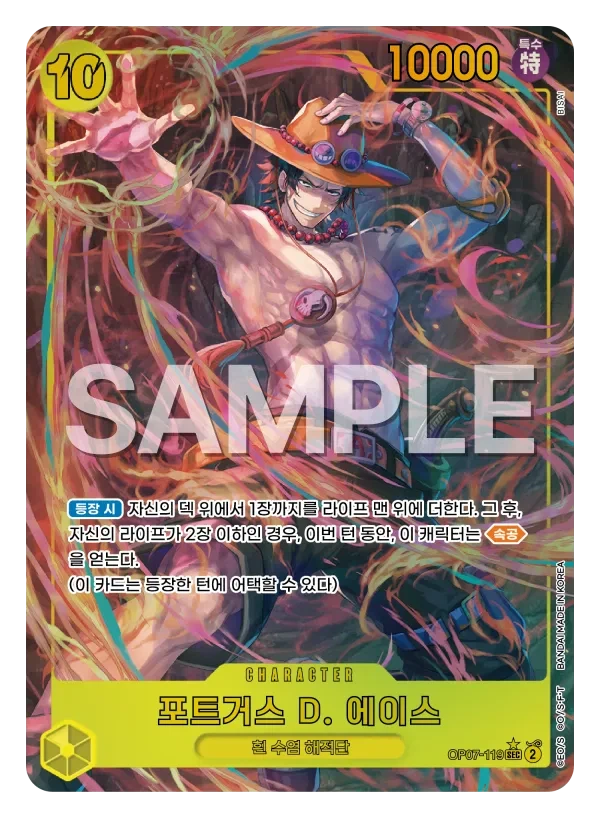 10
10000
특수
特
BISAI
SAMPLE
등장 시 자신의 덱 위에서 1장까지를 라이프 맨 위에 더한다. 그 후,
자신의 라이프가 2장 이하인 경우, 이번 턴 동안, 이 캐릭터는 속공
을 얻는다.
(이 카드는 등장한 턴에 어택할 수 있다)
CHARACTER
포트거스 D. 에이스
흰 수염 해적단
OP07-119 SEC 2
©EO/S ©O/S·F·T BANDAI MADE IN KOREA